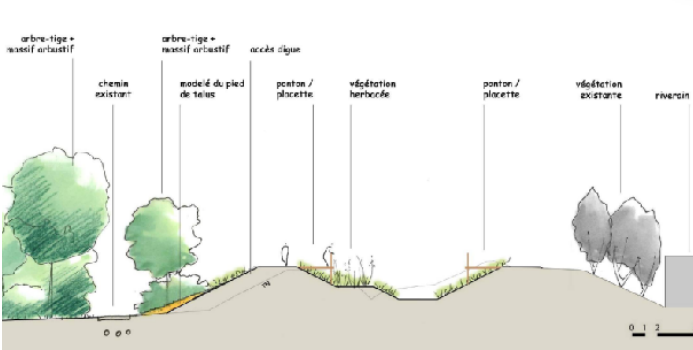 arbre-tige +
massif arbustif
arbre-tige +
massif arbustif
accès digue
chemin
existant
modelé du pied
de talus
ponton /
placette
végétation
herbacée
ponton /
placette
végétation
existante
riverain
0 1 2